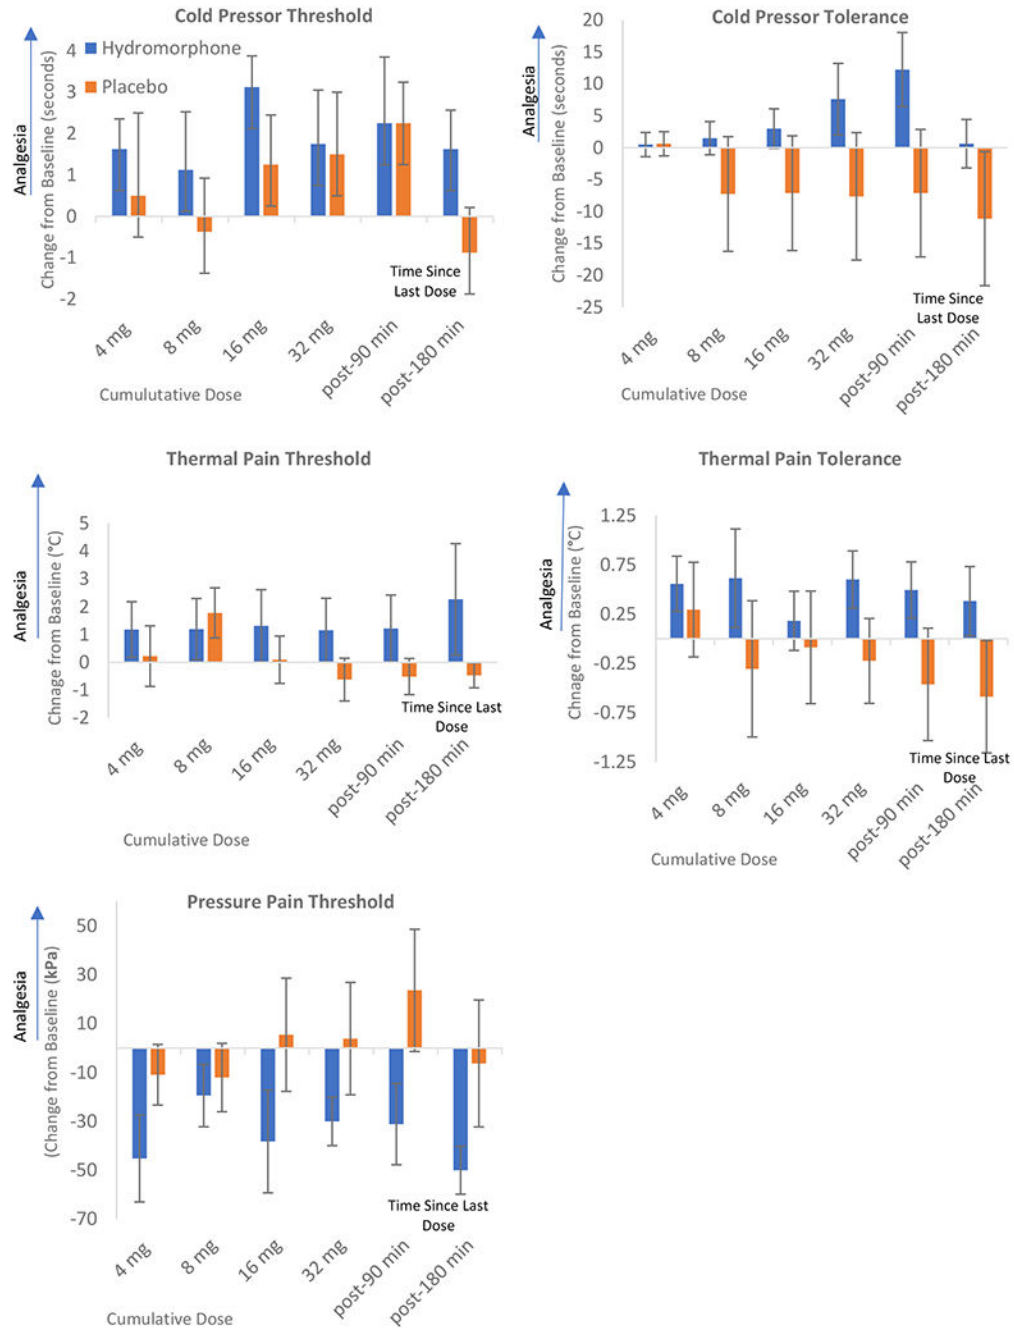 Cold Pressor Threshold
Analgesia
Change from Baseline (seconds)
Hydromorphone
Placebo
4
3
2
1
0
-1
-2
Time Since
Last Dose
4 mg
8 mg
16 mg
32 mg
post-90 min
post-180 min
Cumulutative Dose
Cold Pressor Tolerance
Analgesia
Change from Baseline (seconds)
20
15
10
5
0
-5
-10
-15
-20
-25
Time Since
Last Dose
4 mg
8 mg
16 mg
32 mg
post-90 min
post-180 min
Cumulative Dose
Thermal Pain Threshold
Analgesia
Chnage from Baseline (°C)
5
4
3
2
1
0
-1
-2
Time Since Last
Dose
4 mg
8 mg
16 mg
32 mg
post-90 min
post-180 min
Cumulative Dose
Thermal Pain Tolerance
Analgesia
Chnage from Baseline (°C)
1.25
0.75
0.25
-0.25
-0.75
-1.25
Time Since Last
Dose
4 mg
8 mg
16 mg
32 mg
post-90 min
post-180 min
Cumulative Dose
Pressure Pain Threshold
Analgesia
(Change from Baseline (kPa)
50
30
10
-10
-30
-50
-70
Time Since Last
Dose
4 mg
8 mg
16 mg
32 mg
post-90 min
post-180 min
Cumulative Dose